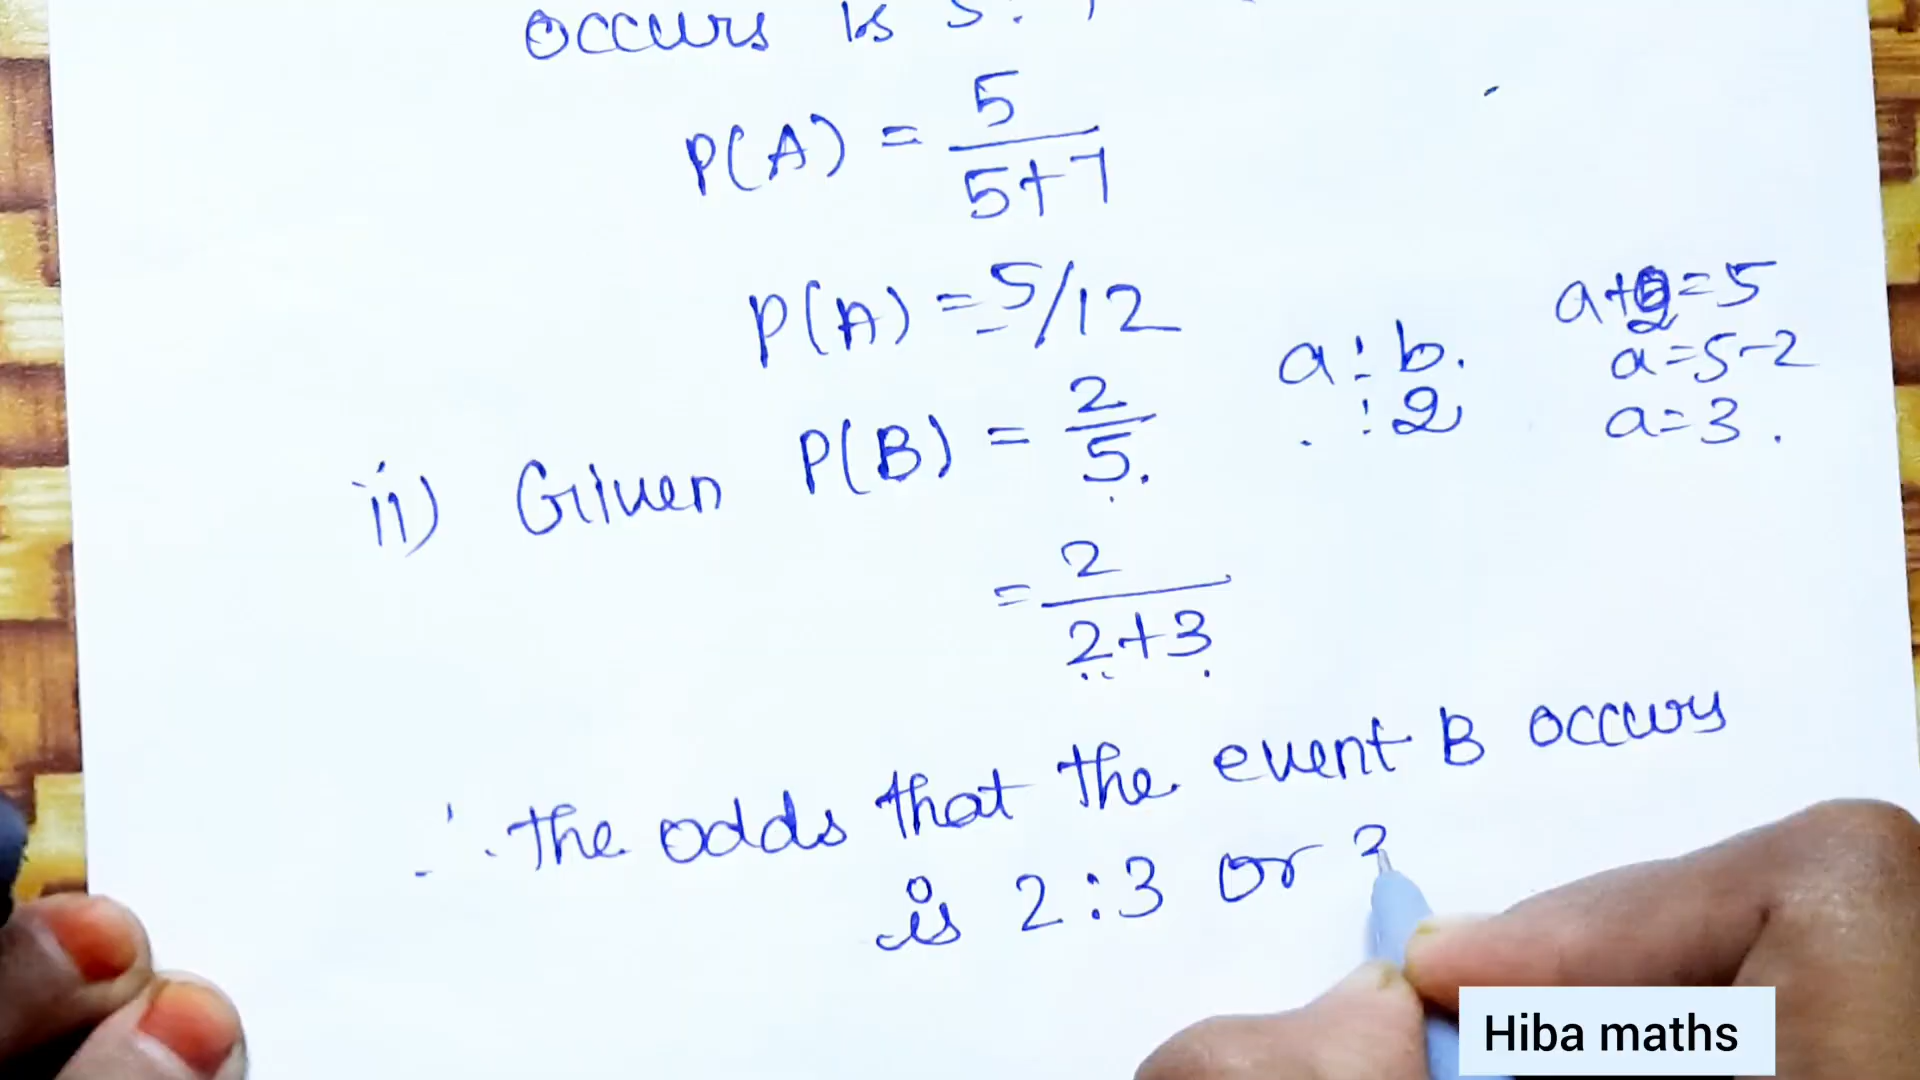 occurs is 5:7
P(A) = 5/5+7
P(A) = 5/12
a+2=5
a : b.
a=5-2
: 2
a=3.
ii) Given P(B) = 2/5.
= 2/2+3
∴ the odds that the event B occurs
is 2:3 or
Hiba maths